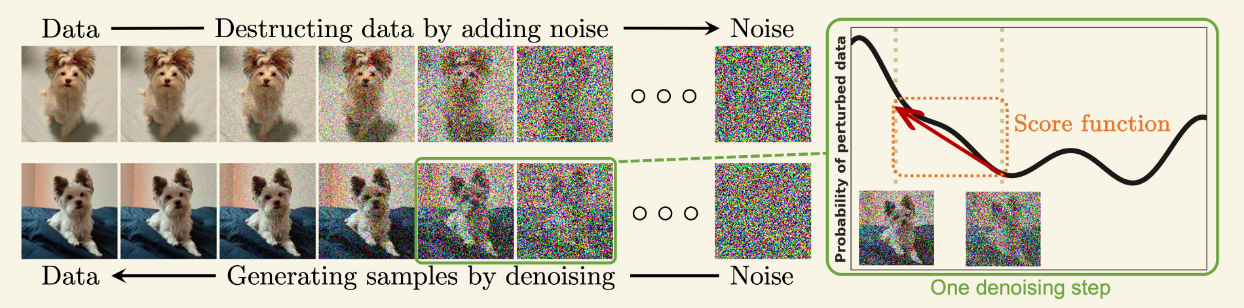 Data Destructing data by adding noise Noise
Probability of perturbed data
Score function
Data Generating samples by denoising Noise
One denoising step